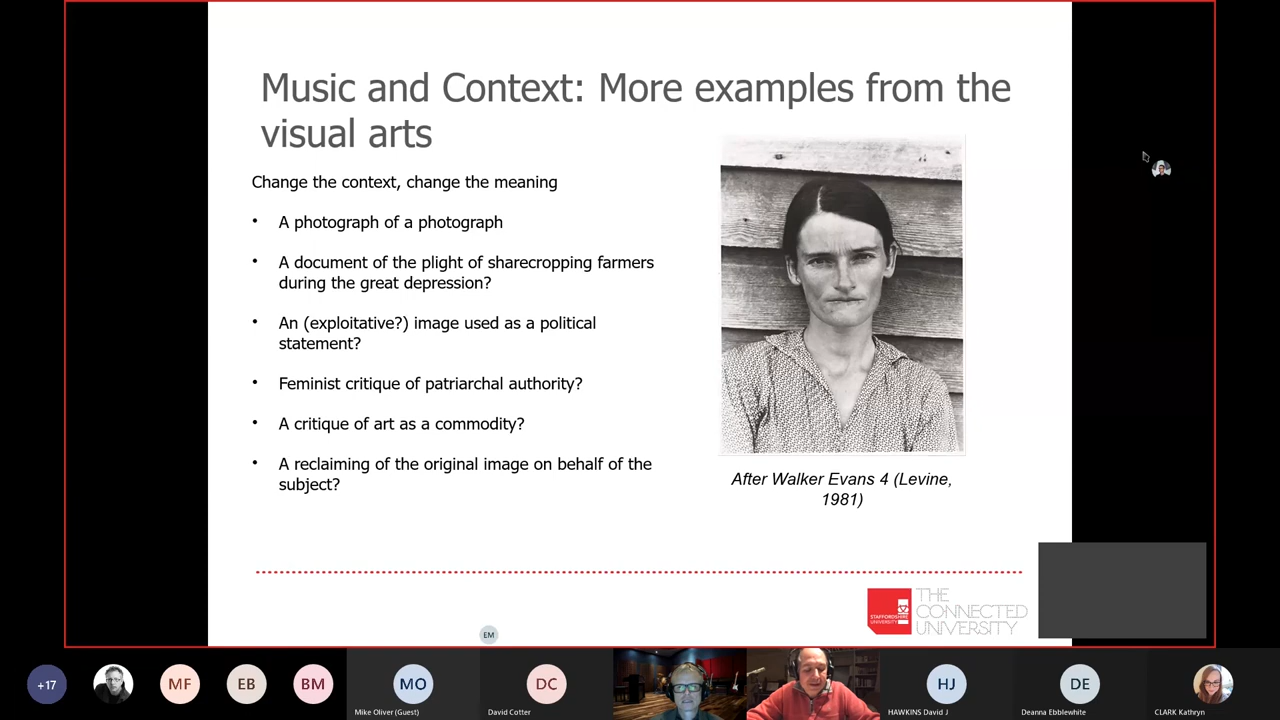 Music and Context: More examples from the
visual arts
Change the context, change the meaning
• A photograph of a photograph
• A document of the plight of sharecropping farmers
during the great depression?
• An (exploitative?) image used as a political
statement?
• Feminist critique of patriarchal authority?
• A critique of art as a commodity?
• A reclaiming of the original image on behalf of the
subject?
After Walker Evans 4 (Levine,
1981)
STAFFORDSHIRE
UNIVERSITY
THE
CONNECTED
UNIVERSITY
EM
+17
MF
EB
BM
MO
DC
HJ
DE
Mike Oliver (Guest)
David Cotter
HAWKINS David J
Deanna Ebblewhite
CLARK Kathryn